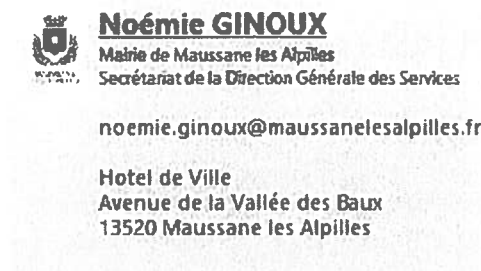 Noémie GINOUX
Mairie de Maussane les Alpilles
Secrétariat de la Direction Générale des Services
noemie.ginoux@maussanelesalpilles.fr
Hotel de Ville
Avenue de la Vallée des Baux
13520 Maussane les Alpilles